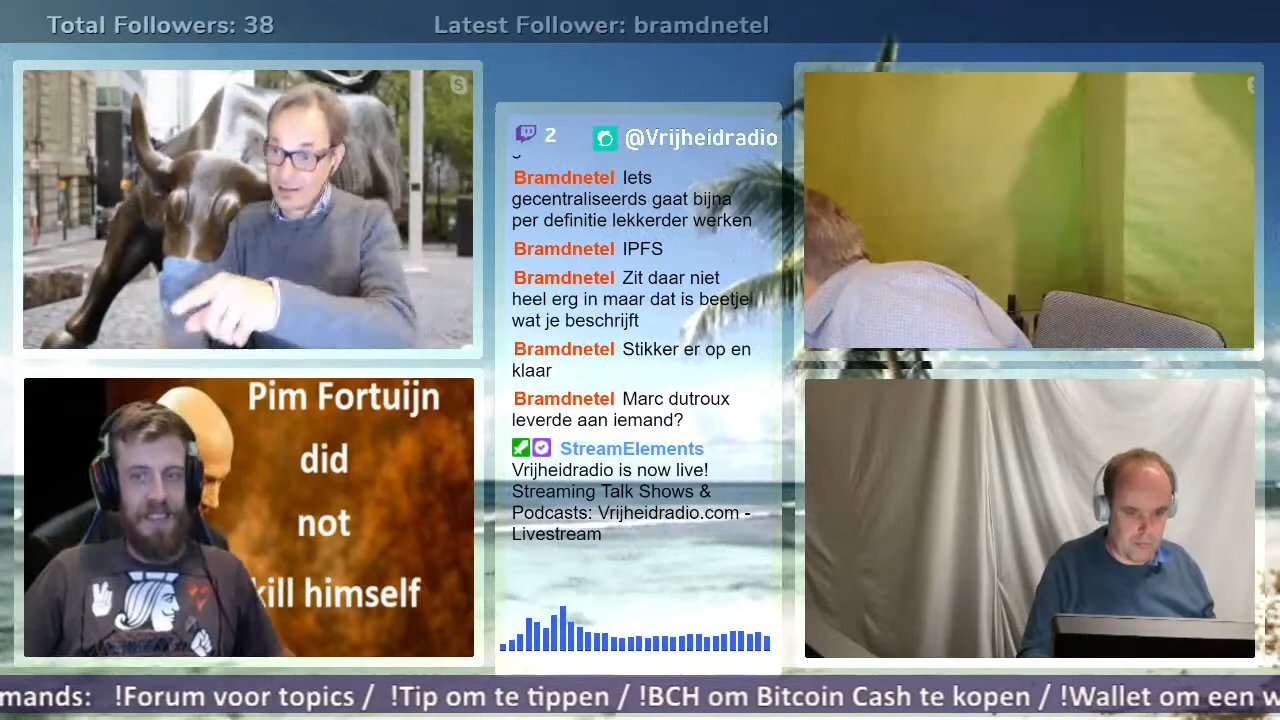 Total Followers: 38
Latest Follower: bramdnetel
2
@Vrijheidradio
Bramdnetel Iets
gecentraliseerds gaat bijna
per definitie lekkerder werken
Bramdnetel IPFS
Bramdnetel Zit daar niet
heel erg in maar dat is beetje
wat je beschrijft
Bramdnetel Stikker er op en
klaar
Bramdnetel Marc dutroux
leverde aan iemand?
StreamElements
Vrijheidradio is now live!
Streaming Talk Shows &
Podcasts: Vrijheidradio.com -
Livestream
Pim Fortuijn
did
not
kill himself
mands: !Forum voor topics / !Tip om te tippen / !BCH om Bitcoin Cash te kopen / !Wallet om een w